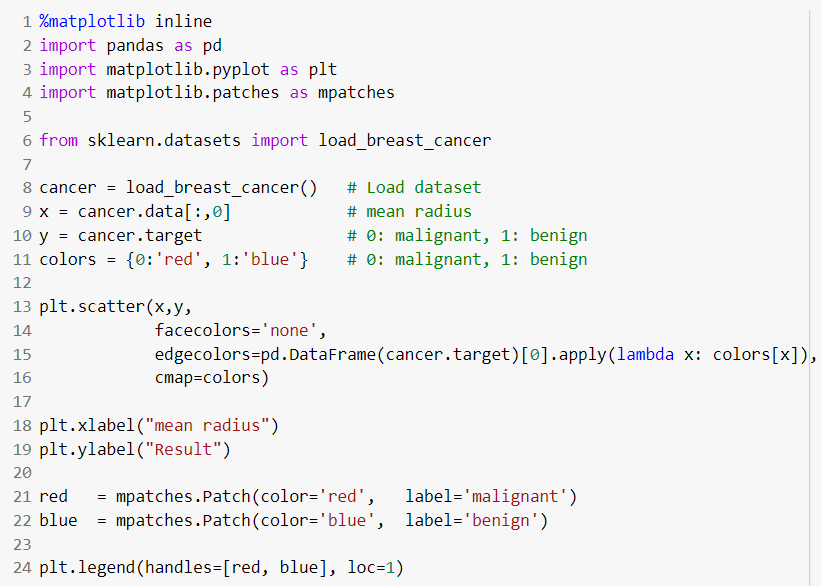 1 %matplotlib inline
2 import pandas as pd
3 import matplotlib.pyplot as plt
4 import matplotlib.patches as mpatches
5
6 from sklearn.datasets import load_breast_cancer
7
8 cancer = load_breast_cancer()   # Load dataset
9 x = cancer.data[:,0]            # mean radius
10 y = cancer.target               # 0: malignant, 1: benign
11 colors = {0:'red', 1:'blue'}    # 0: malignant, 1: benign
12
13 plt.scatter(x,y,
14             facecolors='none',
15             edgecolors=pd.DataFrame(cancer.target)[0].apply(lambda x: colors[x]),
16             cmap=colors)
17
18 plt.xlabel("mean radius")
19 plt.ylabel("Result")
20
21 red   = mpatches.Patch(color='red',   label='malignant')
22 blue  = mpatches.Patch(color='blue',  label='benign')
23
24 plt.legend(handles=[red, blue], loc=1)